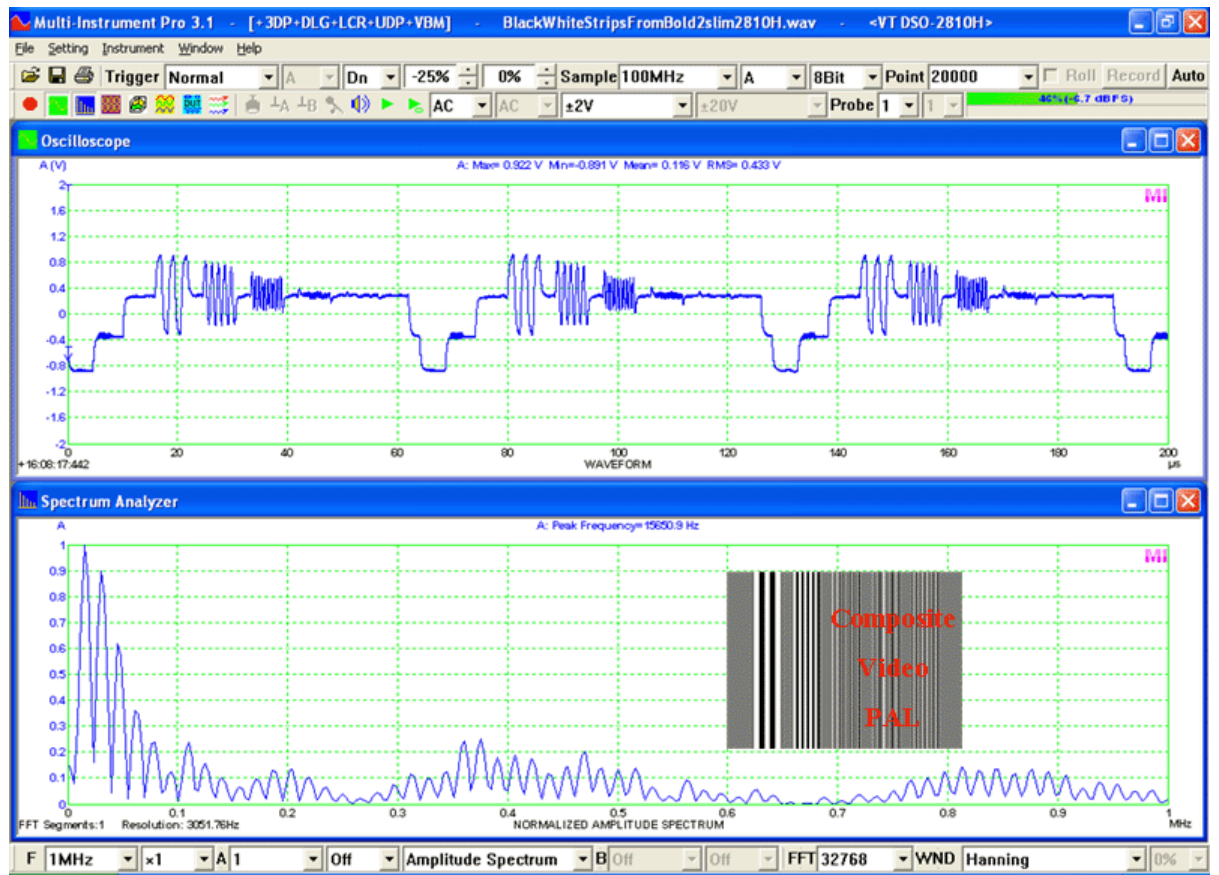 Multi-Instrument Pro 3.1 - [+3DP+DLG+LCR+UDP+VBM] - BlackWhiteStripsFromBold2slim2810H.wav - <VT DSO-2810H>
File Setting Instrument Window Help
Trigger Normal A Dn -25% 0% Sample 100MHz A 8Bit Point 20000 Roll Record Auto
A B AC AC ±2V ±20V Probe 1 1 46%(-6.7 dBFS)
Oscilloscope
A (V) A: Max= 0.922 V Min=-0.891 V Mean= 0.116 V RMS= 0.433 V
2
MI
1.6
1.2
0.8
0.4
0
-0.4
-0.8
-1.2
-1.6
-2
0 20 40 60 80 100 120 140 160 180 200
+16:08:17:442 WAVEFORM µs
Spectrum Analyzer
A A: Peak Frequency= 15650.9 Hz
1
MI
0.9
0.8
0.7
0.6
0.5
0.4
0.3
0.2
0.1
0
Composite
Video
PAL
0 0.1 0.2 0.3 0.4 0.5 0.6 0.7 0.8 0.9 1
FFT Segments:1 Resolution: 3051.76Hz NORMALIZED AMPLITUDE SPECTRUM MHz
F 1MHz ×1 A 1 Off Amplitude Spectrum B Off Off FFT 32768 WND Hanning 0%